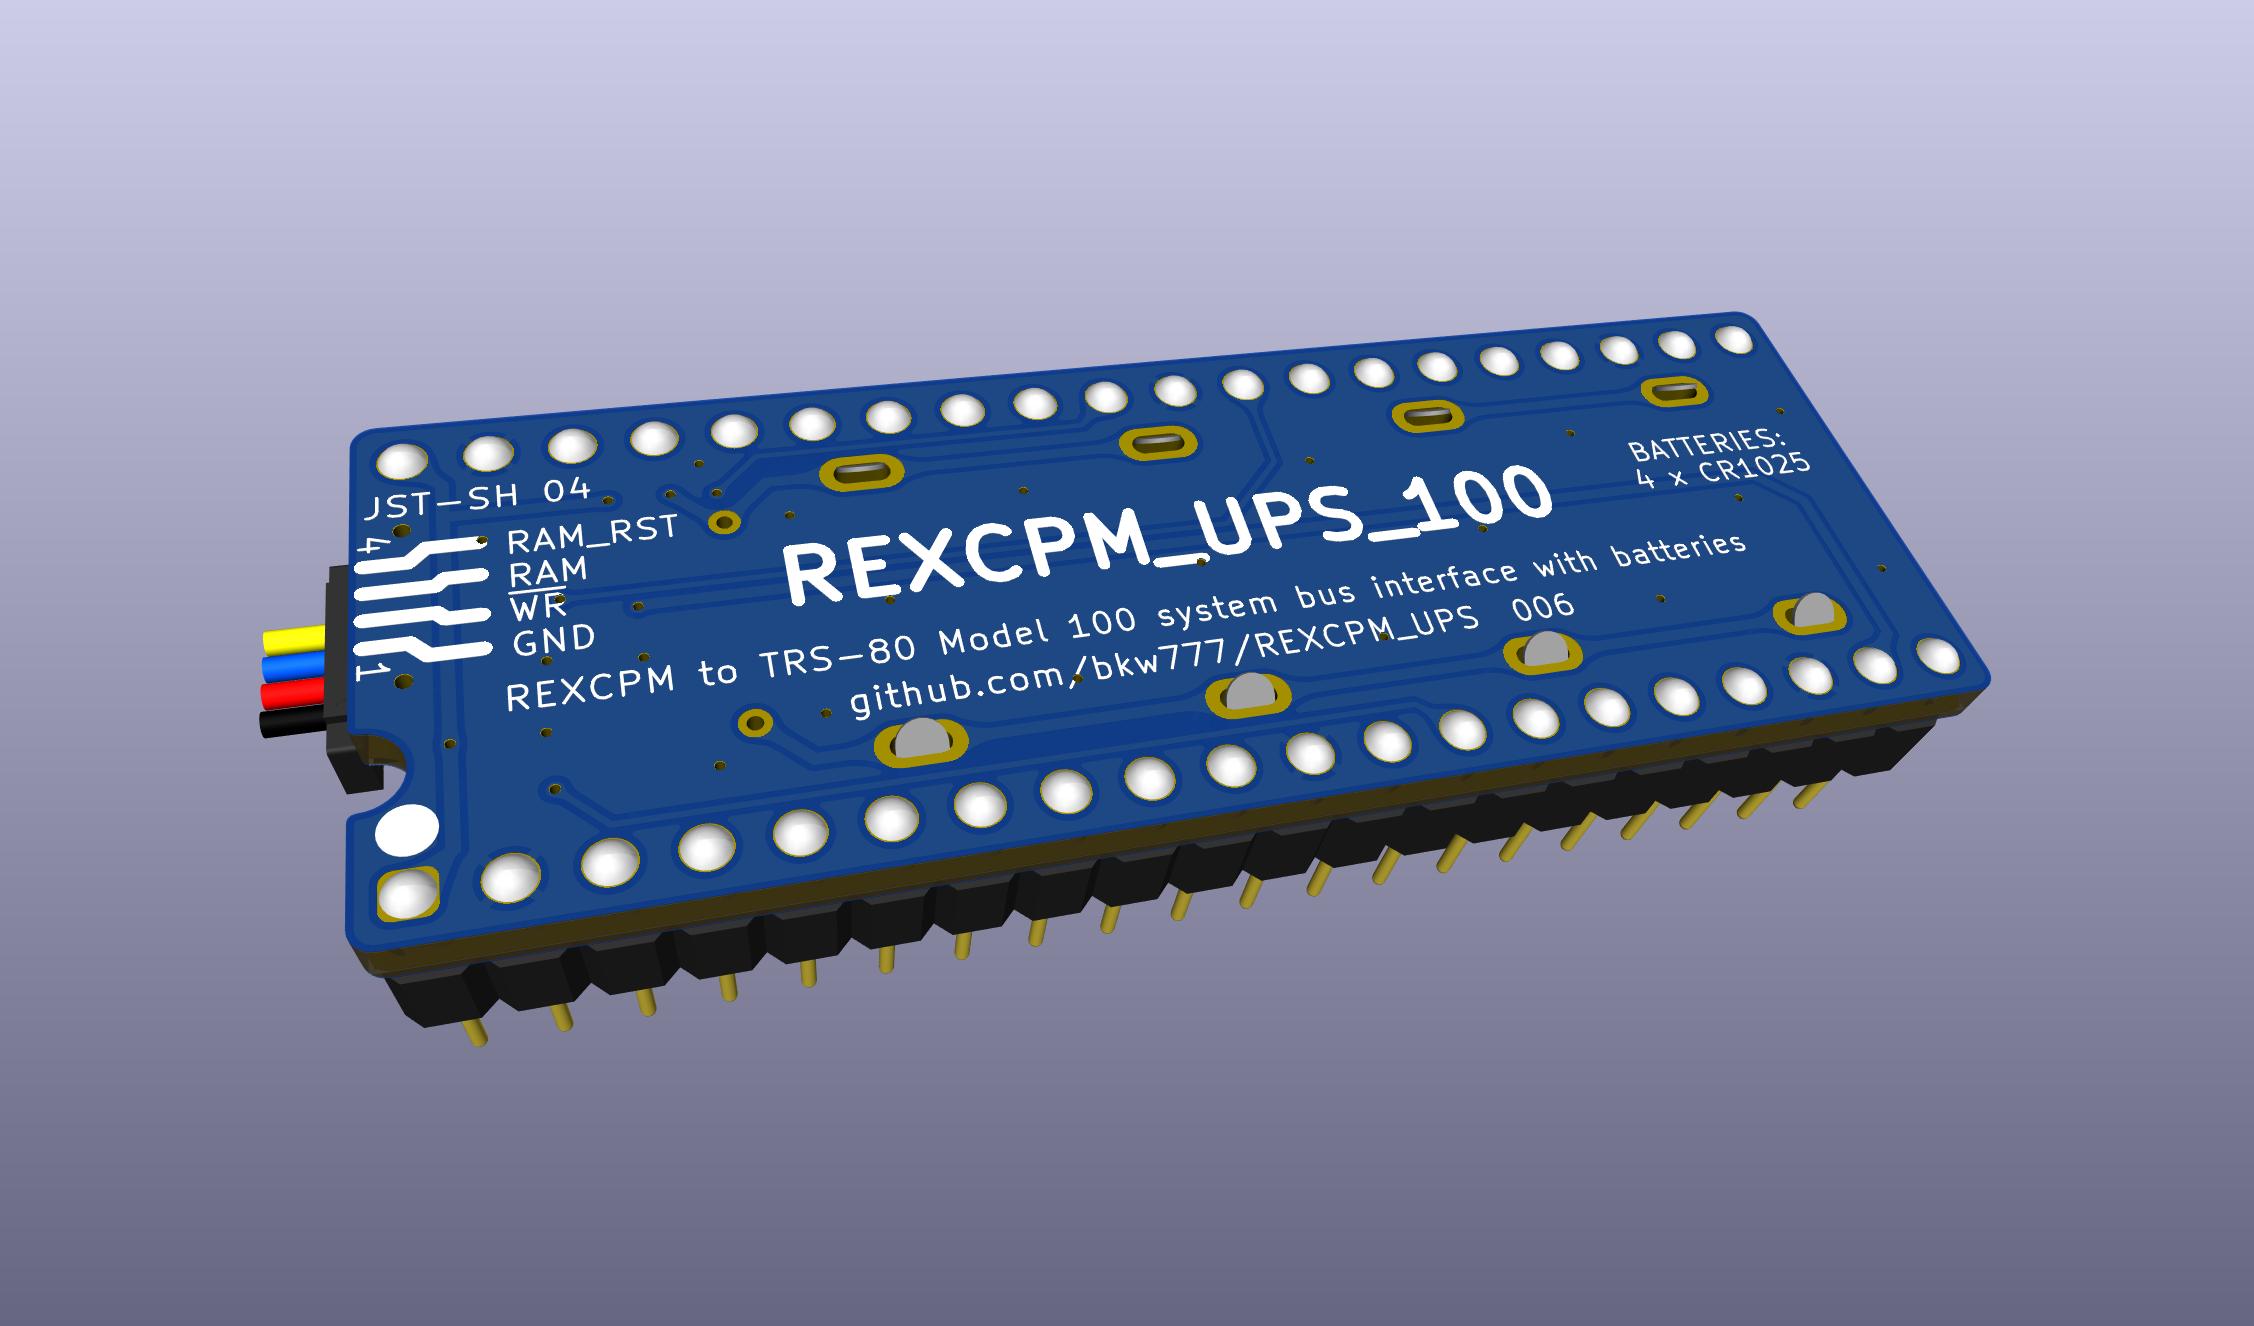 JST-SH 04
4
RAM_RST
RAM
WR
GND
1
BATTERIES:
4 x CR1025
REXCPM_UPS_100
REXCPM to TRS-80 Model 100 system bus interface with batteries
github.com/bkw777/REXCPM_UPS 006